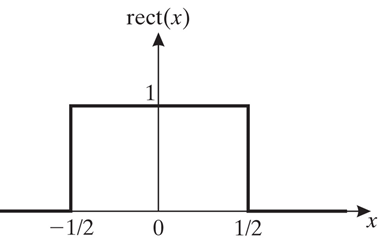 rect(x)
1
−1/2 0 1/2 x